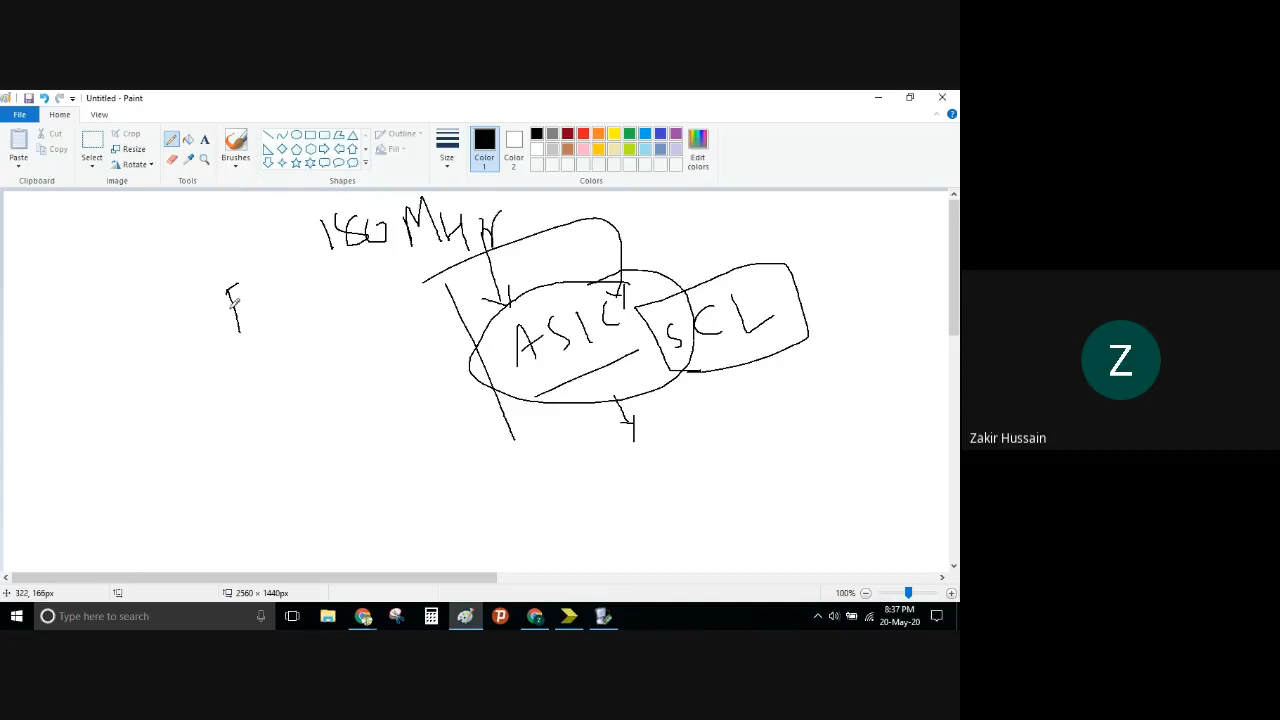 Untitled - Paint
File Home View
Paste Cut Copy Clipboard
Select Crop Resize Rotate Image
Tools
Brushes
Outline Fill Shapes
Size
Color 1
Color 2
Edit colors
Colors
180 MHz
ASIC
SCL
F
Z
Zakir Hussain
322, 166px
2560 × 1440px
100%
Type here to search
8:37 PM
20-May-20